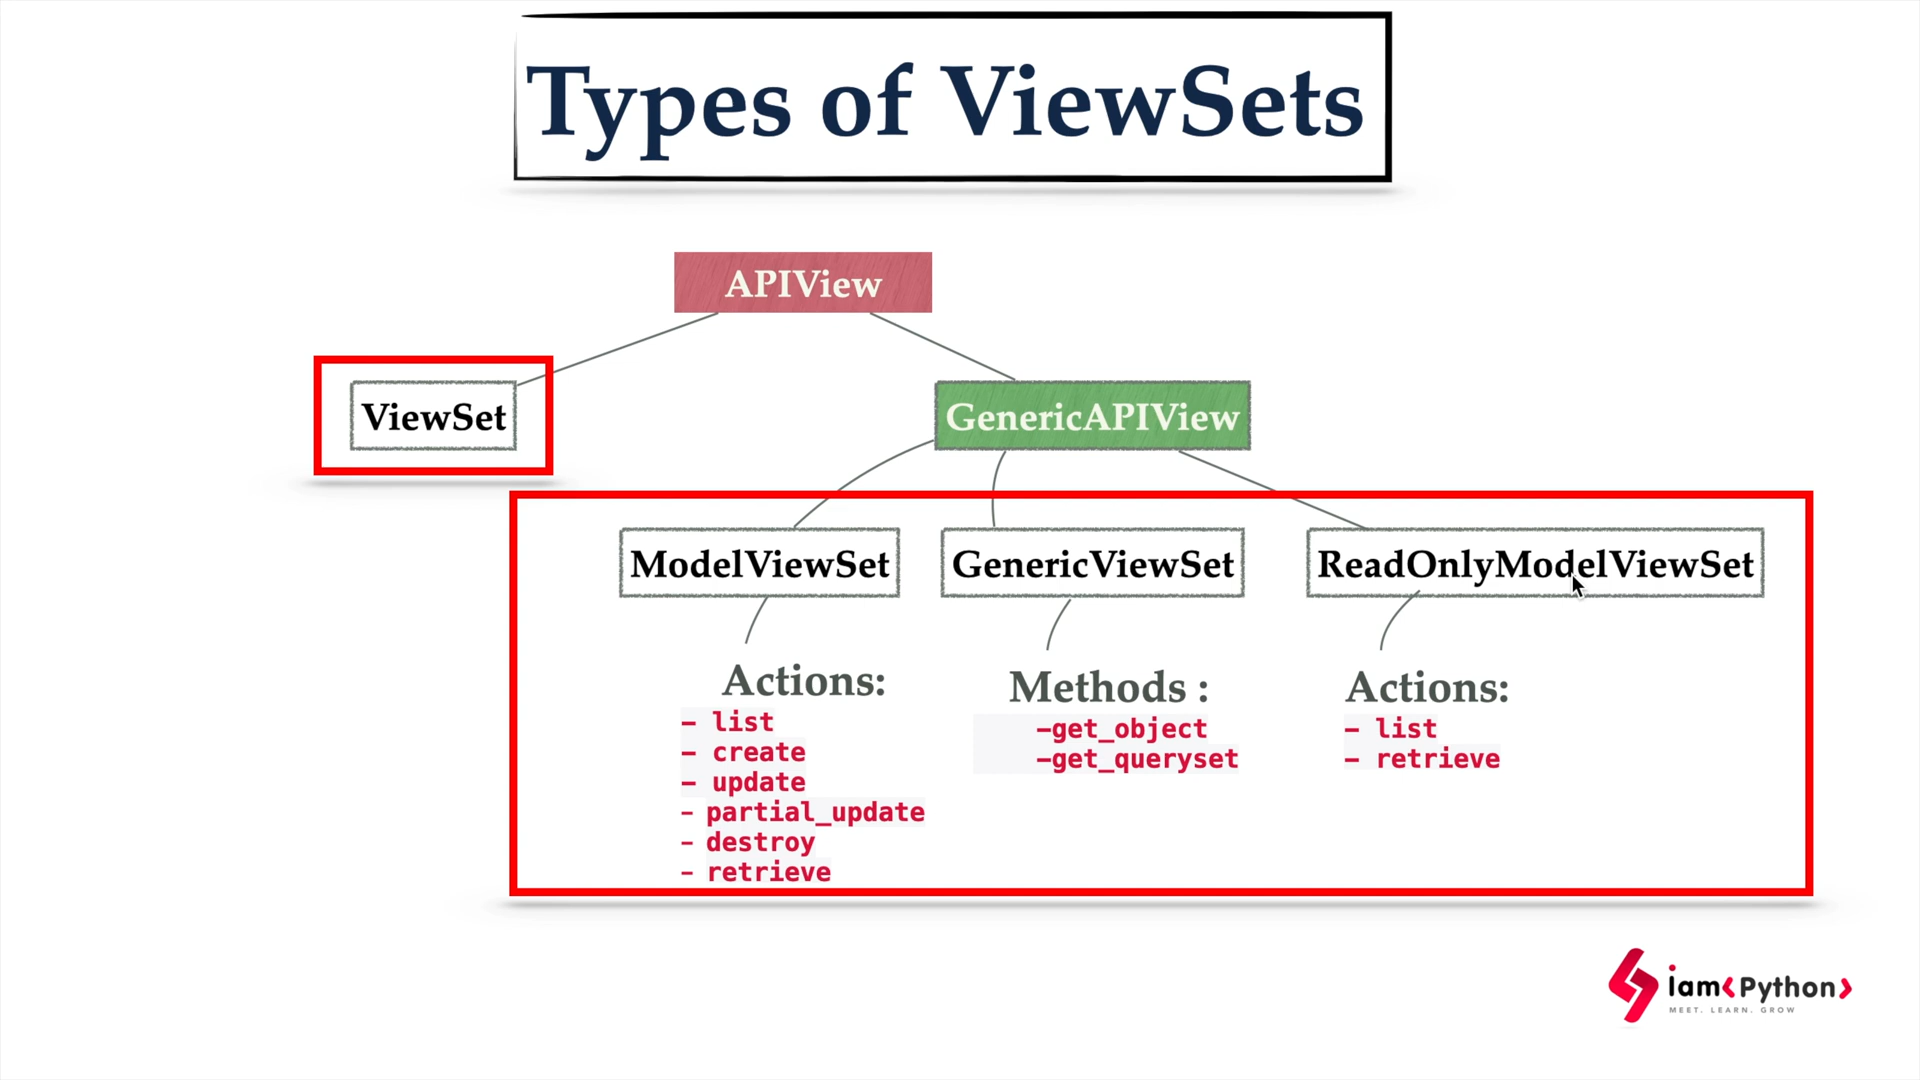 Types of ViewSets
APIView
ViewSet
GenericAPIView
ModelViewSet
GenericViewSet
ReadOnlyModelViewSet
Actions:
- list
- create
- update
- partial_update
- destroy
- retrieve
Methods :
-get_object
-get_queryset
Actions:
- list
- retrieve
iam<Python>
MEET. LEARN. GROW